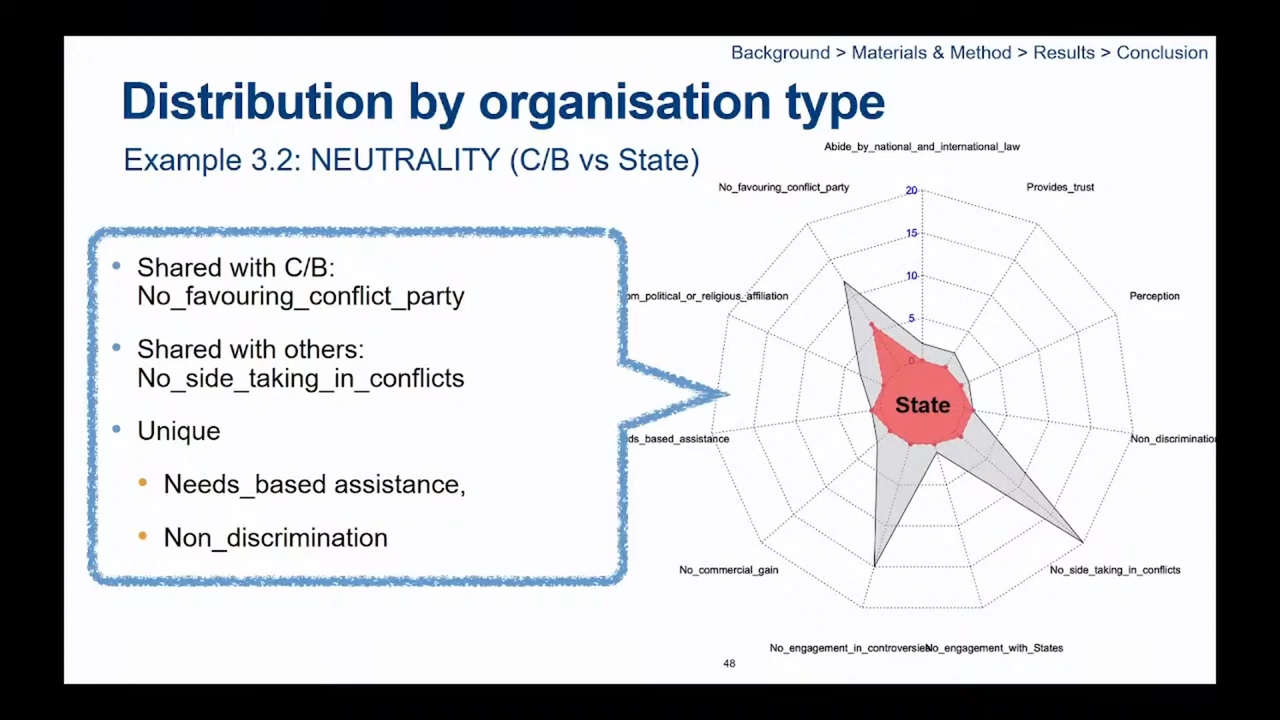 Background > Materials & Method > Results > Conclusion
Distribution by organisation type
Example 3.2: NEUTRALITY (C/B vs State)
• Shared with C/B:
No_favouring_conflict_party
• Shared with others:
No_side_taking_in_conflicts
• Unique
• Needs_based assistance,
• Non_discrimination
Abide_by_national_and_international_law
No_favouring_conflict_party
Provides_trust
20
15
10
5
0
om_political_or_religious_affiliation
Perception
State
ds_based_assistance
Non_discrimination
No_commercial_gain
No_side_taking_in_conflicts
No_engagement_in_controversies
No_engagement_with_States
48